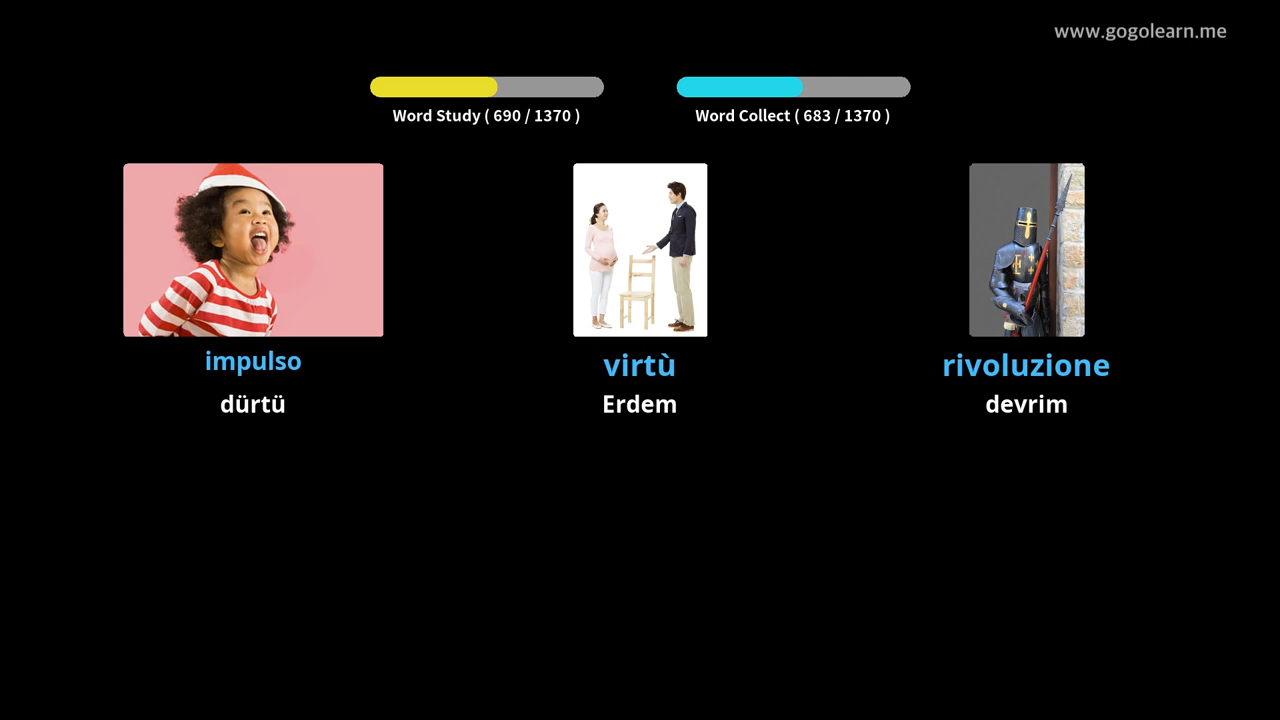 www.gogolearn.me
Word Study ( 690 / 1370 )
Word Collect ( 683 / 1370 )
impulso
dürtü
virtù
Erdem
rivoluzione
devrim